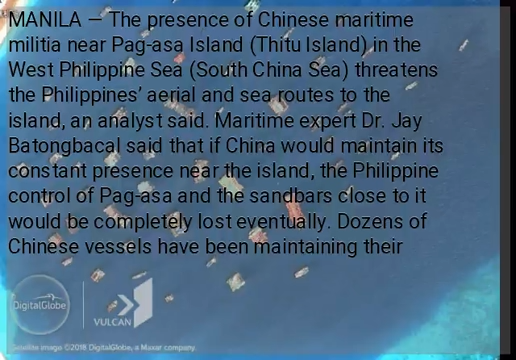 MANILA — The presence of Chinese maritime
militia near Pag-asa Island (Thitu Island) in the
West Philippine Sea (South China Sea) threatens
the Philippines’ aerial and sea routes to the
island, an analyst said. Maritime expert Dr. Jay
Batongbacal said that if China would maintain its
constant presence near the island, the Philippine
control of Pag-asa and the sandbars close to it
would be completely lost eventually. Dozens of
Chinese vessels have been maintaining their
DigitalGlobe
VULCAN
Satellite image ©2018 DigitalGlobe, a Maxar company.